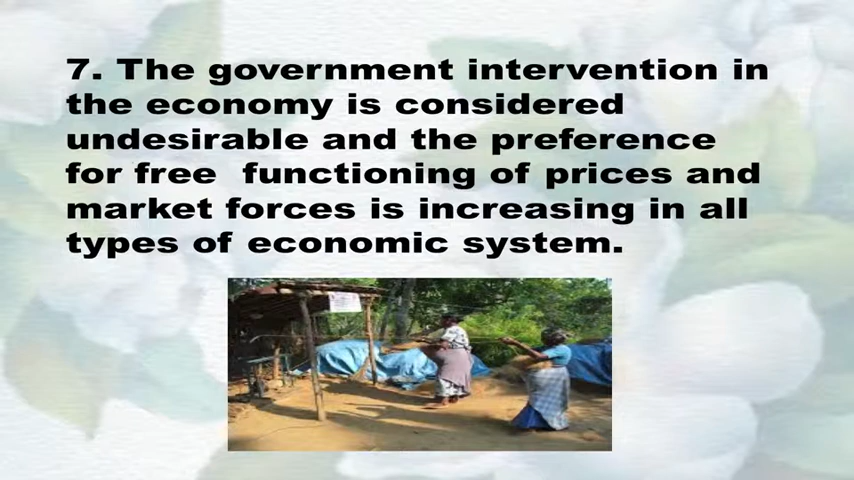 7. The government intervention in
the economy is considered
undesirable and the preference
for free  functioning of prices and
market forces is increasing in all
types of economic system.